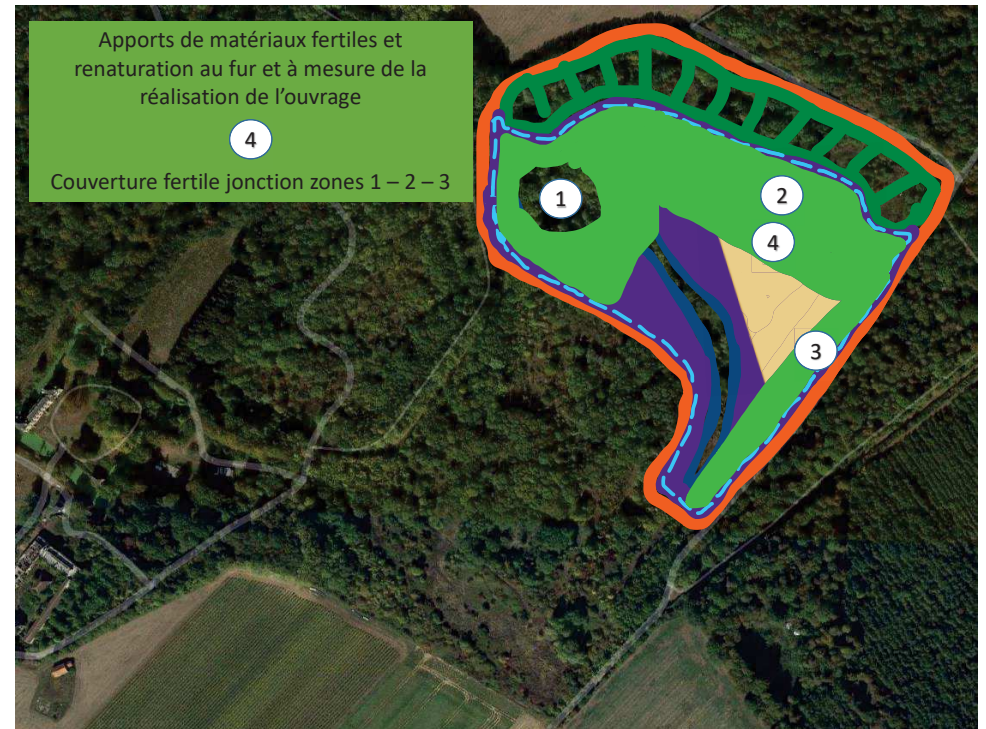 Apports de matériaux fertiles et
renaturation au fur et à mesure de la
réalisation de l'ouvrage
4
Couverture fertile jonction zones 1 – 2 – 3
1
2
4
3